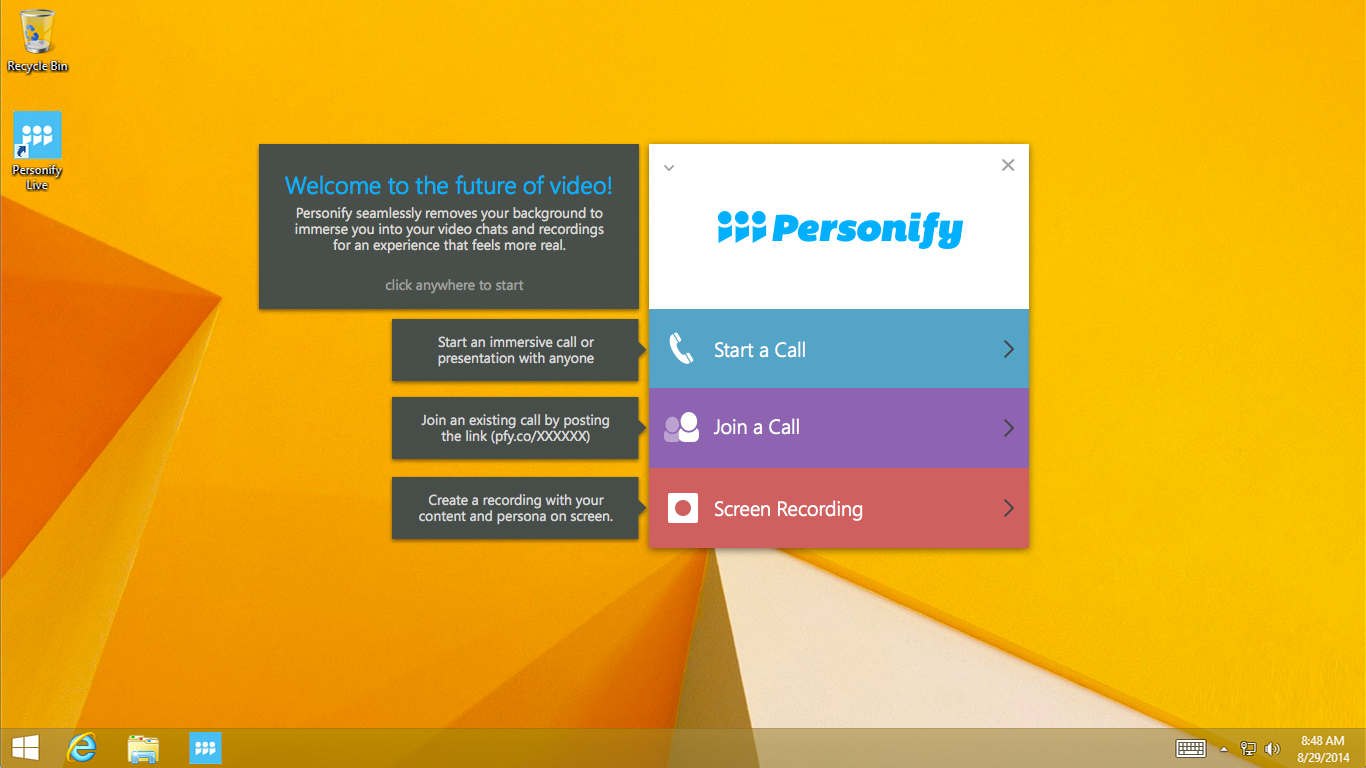 Recycle Bin
Personify
Live
Welcome to the future of video!
Personify seamlessly removes your background to
immerse you into your video chats and recordings
for an experience that feels more real.
click anywhere to start
Personify
Start an immersive call or
presentation with anyone
Start a Call
Join an existing call by posting
the link (pfy.co/XXXXXX)
Join a Call
Create a recording with your
content and persona on screen.
Screen Recording
8:48 AM
8/29/2014